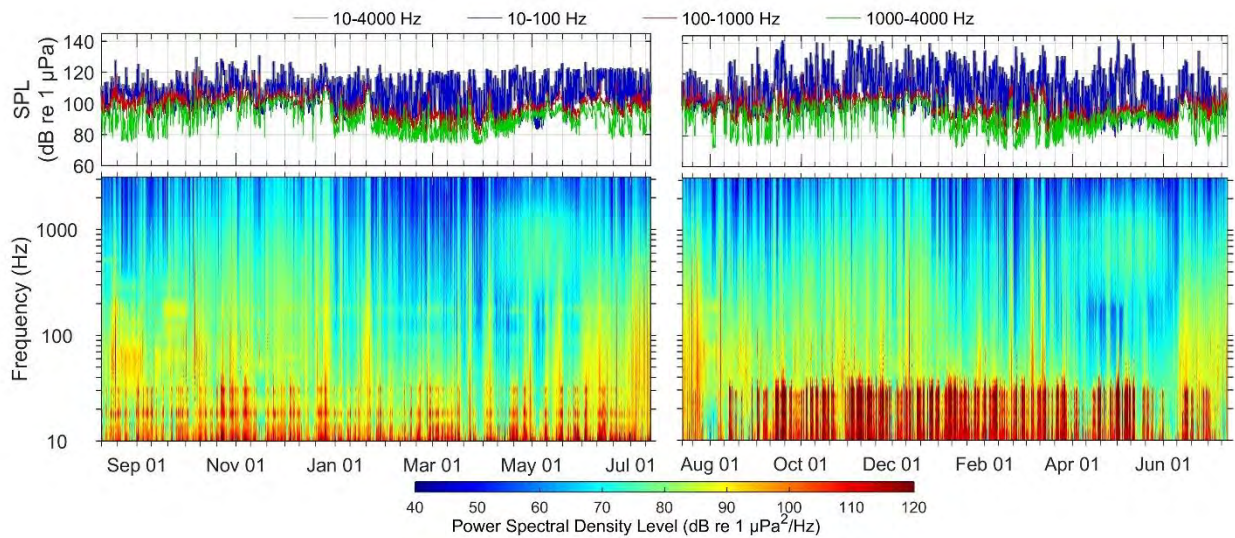 10-4000 Hz 10-100 Hz 100-1000 Hz 1000-4000 Hz
SPL
(dB re 1 µPa)
140
120
100
80
60
Frequency (Hz)
1000
100
10
Sep 01 Nov 01 Jan 01 Mar 01 May 01 Jul 01
Aug 01 Oct 01 Dec 01 Feb 01 Apr 01 Jun 01
40 50 60 70 80 90 100 110 120
Power Spectral Density Level (dB re 1 µPa²/Hz)